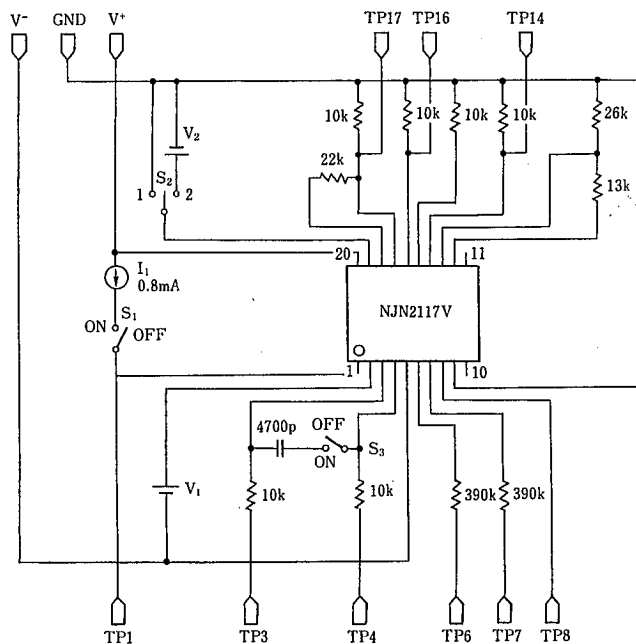 V⁻ GND V⁺ TP17 TP16 TP14
V₂
10k 10k 10k 10k 26k
22k
13k
S₂
1 2
20 11
I₁
0.8mA
NJN2117V
S₁
ON OFF
1 10
4700p OFF
ON S₃
V₁
10k 10k 390k 390k
TP1 TP3 TP4 TP6 TP7 TP8